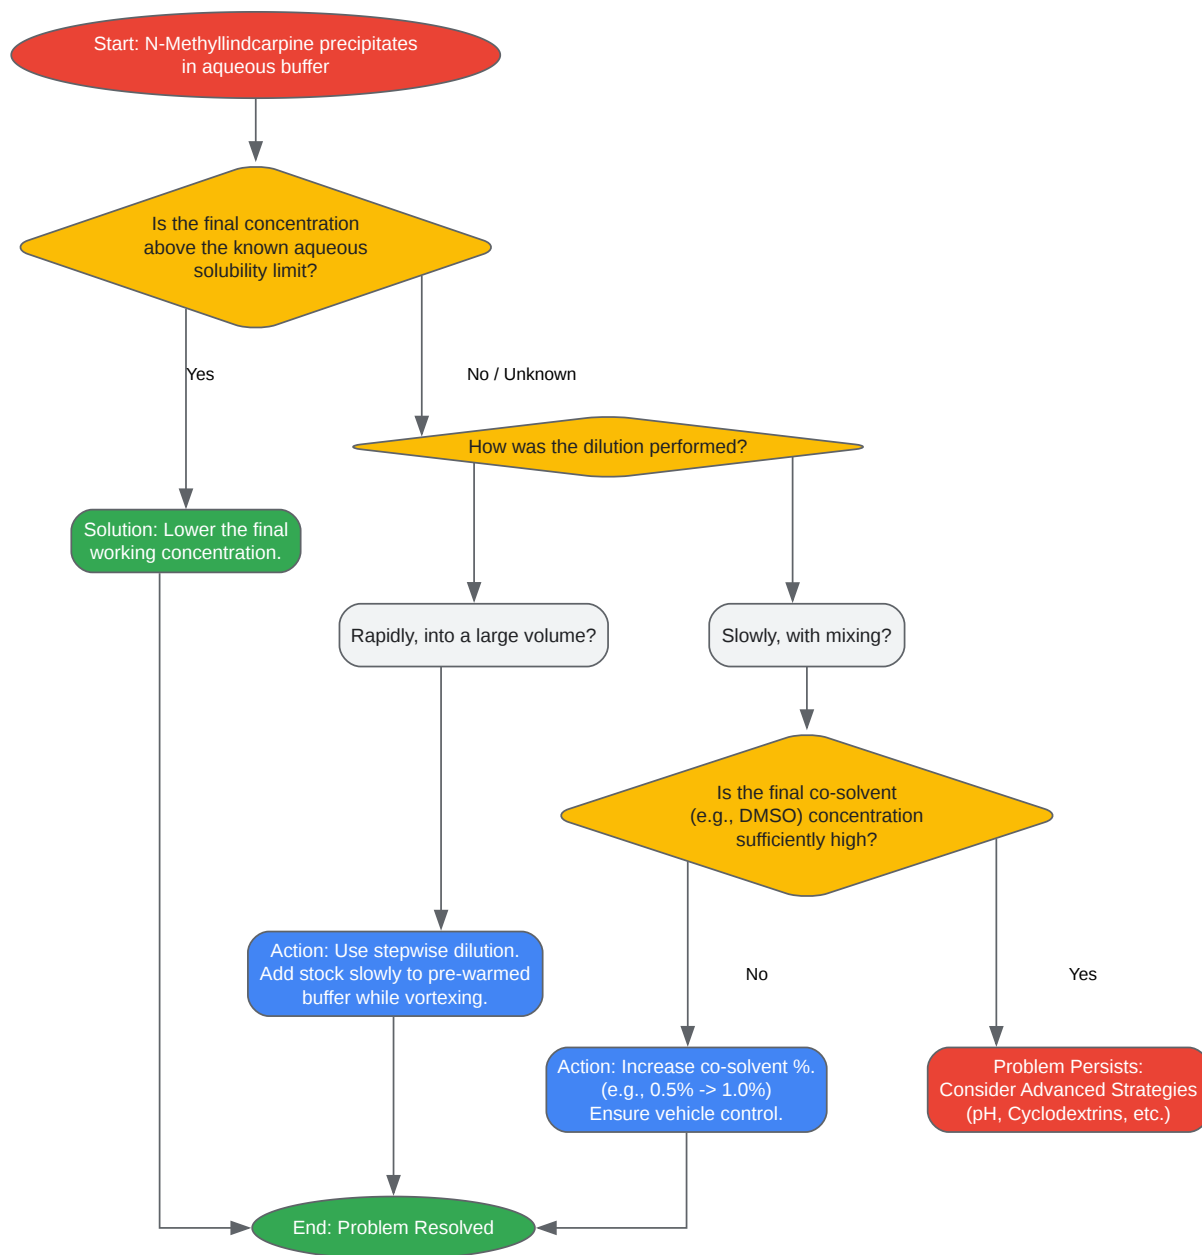 Start: N-Methyllindcarpine precipitates
in aqueous buffer
Is the final concentration
above the known aqueous
solubility limit?
Yes
No / Unknown
How was the dilution performed?
Solution: Lower the final
working concentration.
Rapidly, into a large volume?
Slowly, with mixing?
Is the final co-solvent
(e.g., DMSO) concentration
sufficiently high?
Action: Use stepwise dilution.
Add stock slowly to pre-warmed
buffer while vortexing.
No
Yes
Action: Increase co-solvent %.
(e.g., 0.5% -> 1.0%)
Ensure vehicle control.
Problem Persists:
Consider Advanced Strategies
(pH, Cyclodextrins, etc.)
End: Problem Resolved